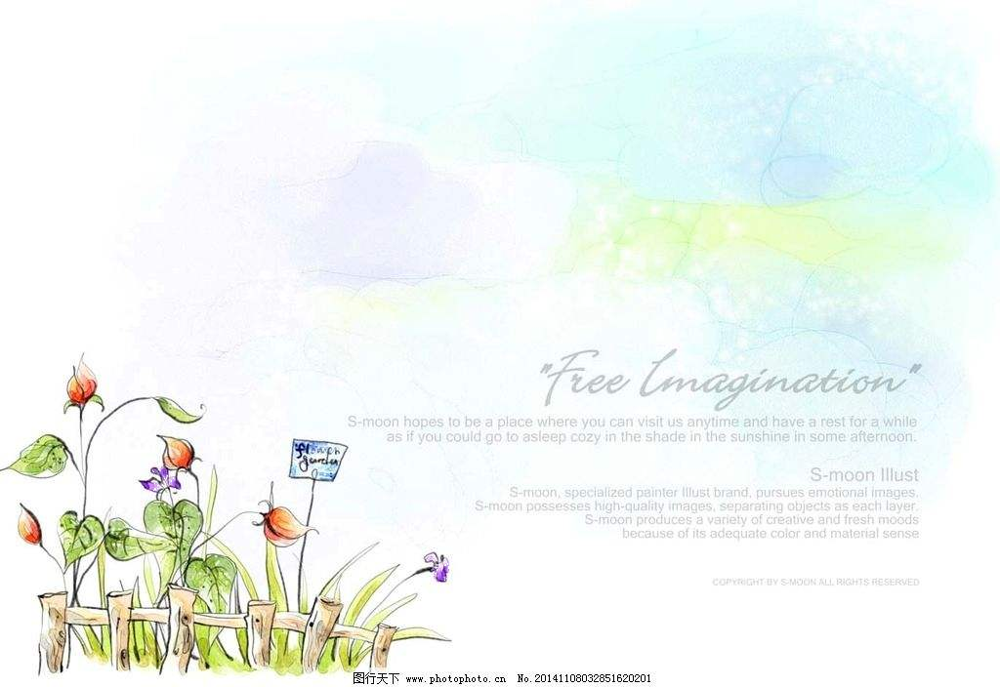 "Free Imagination"
S-moon hopes to be a place where you can visit us anytime and have a rest for a while
as if you could go to asleep cozy in the shade in the sunshine in some afternoon.
flower
garden
S-moon Illust
S-moon, specialized painter Illust brand, pursues emotional images.
S-moon possesses high-quality images, separating objects as each layer.
S-moon produces a variety of creative and fresh moods
because of its adequate color and material sense
COPYRIGHT BY S-MOON ALL RIGHTS RESERVED
图行天下 www.photophoto.cn No.20141108032851620201